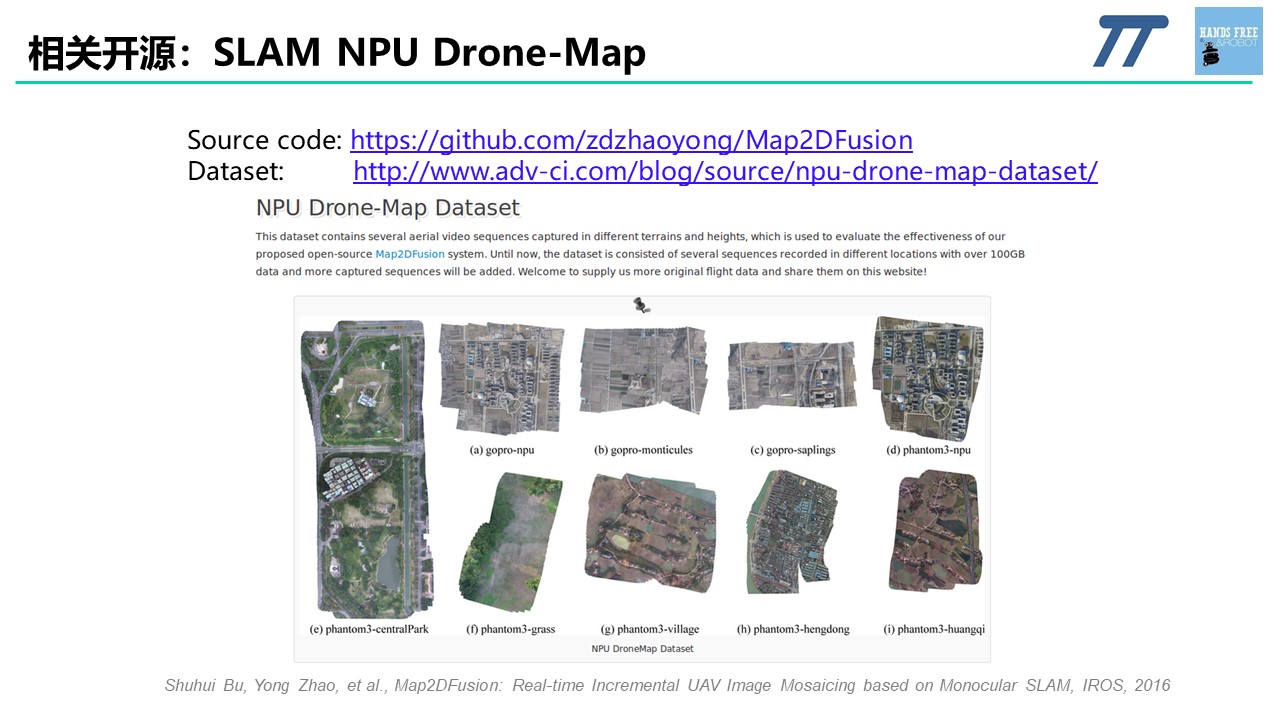 相关开源：SLAM NPU Drone-Map
HANDS FREE
&ROBOT
Source code: https://github.com/zdzhaoyong/Map2DFusion
Dataset: http://www.adv-ci.com/blog/source/npu-drone-map-dataset/
NPU Drone-Map Dataset
This dataset contains several aerial video sequences captured in different terrains and heights, which is used to evaluate the effectiveness of our
proposed open-source Map2DFusion system. Until now, the dataset is consisted of several sequences recorded in different locations with over 100GB
data and more captured sequences will be added. Welcome to supply us more original flight data and share them on this website!
(a) gopro-npu
(b) gopro-monticules
(c) gopro-saplings
(d) phantom3-npu
(e) phantom3-centralPark
(f) phantom3-grass
(g) phantom3-village
(h) phantom3-hengdong
(i) phantom3-huangqi
NPU DroneMap Dataset
Shuhui Bu, Yong Zhao, et al., Map2DFusion: Real-time Incremental UAV Image Mosaicing based on Monocular SLAM, IROS, 2016